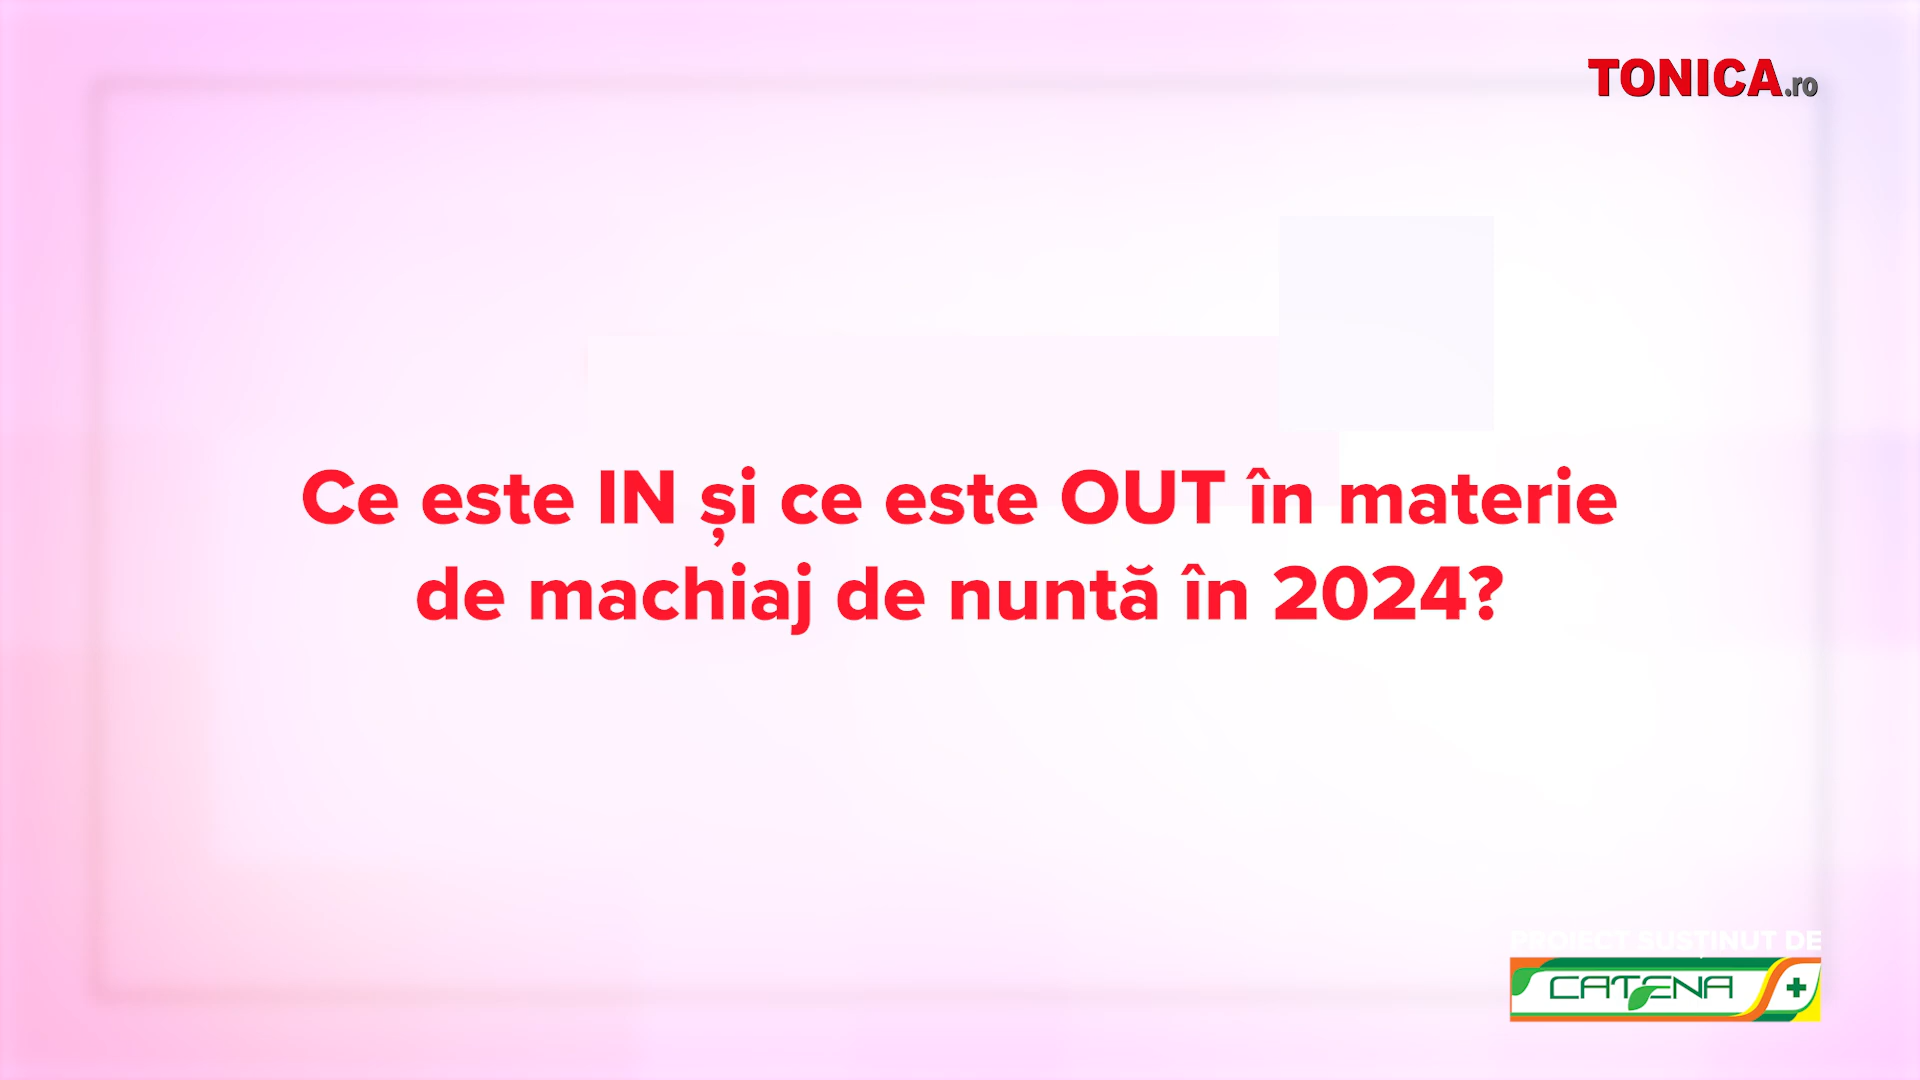 TONICA.ro
Ce este IN și ce este OUT în materie
de machiaj de nuntă în 2024?
PROIECT SUSȚINUT DE
CATENA